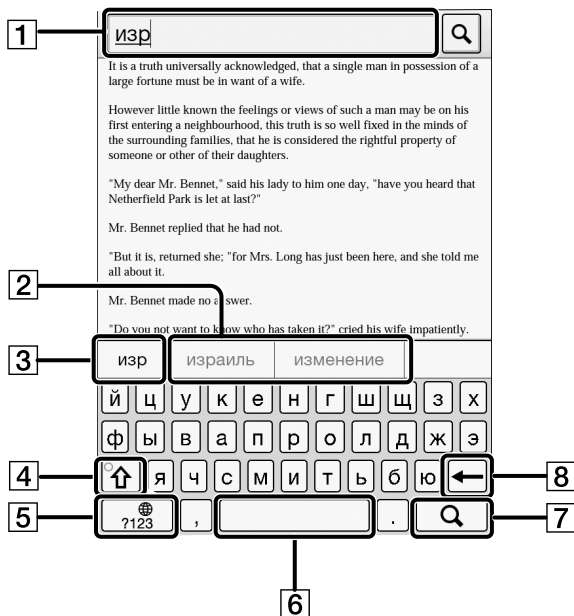 1
изр
It is a truth universally acknowledged, that a single man in possession of a
large fortune must be in want of a wife.
However little known the feelings or views of such a man may be on his
first entering a neighbourhood, this truth is so well fixed in the minds of
the surrounding families, that he is considered the rightful property of
someone or other of their daughters.
"My dear Mr. Bennet," said his lady to him one day, "have you heard that
Netherfield Park is let at last?"
Mr. Bennet replied that he had not.
"But it is, returned she; "for Mrs. Long has just been here, and she told me
all about it.
2
Mr. Bennet made no a swer.
"Do you not want to know who has taken it?" cried his wife impatiently.
3
изр израиль изменение
й ц у к е н г ш щ з х
ф ы в а п р о л д ж э
4
я ч с м и т ь б ю
8
5
?123 , .
7
6